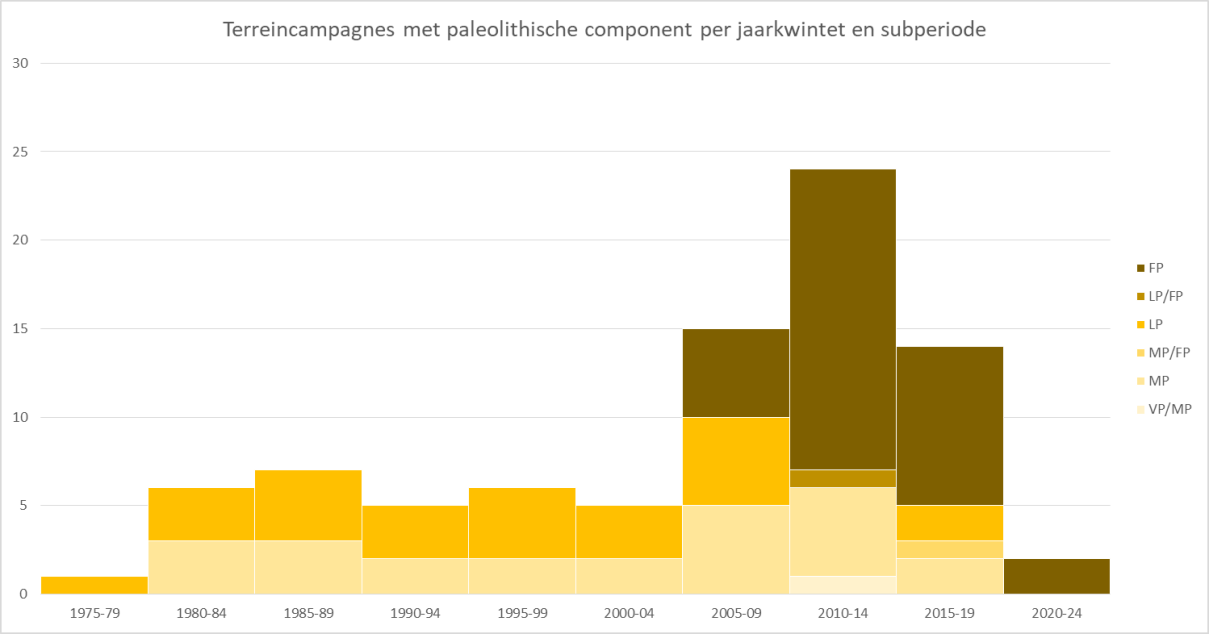 Terreincampagnes met paleolithische component per jaarkwintet en subperiode
30
25
20
15
10
5
0
1975-79 1980-84 1985-89 1990-94 1995-99 2000-04 2005-09 2010-14 2015-19 2020-24
FP
LP/FP
LP
MP/FP
MP
VP/MP